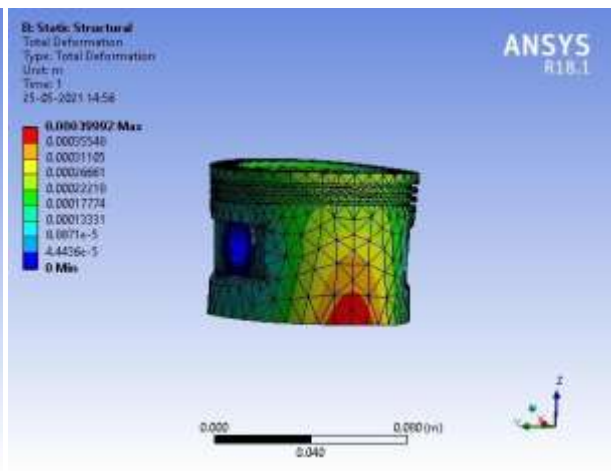 B: Static Structural
Total Deformation
Type: Total Deformation
Unit: m
Time: 1
25-05-2021 14:56
ANSYS
R18.1
0.00039992 Max
0.00035548
0.00031105
0.00026661
0.00022218
0.00017774
0.00013331
8.8871e-5
4.4436e-5
0 Min
0.000
0.080 (m)
0.040
Z
Y
X